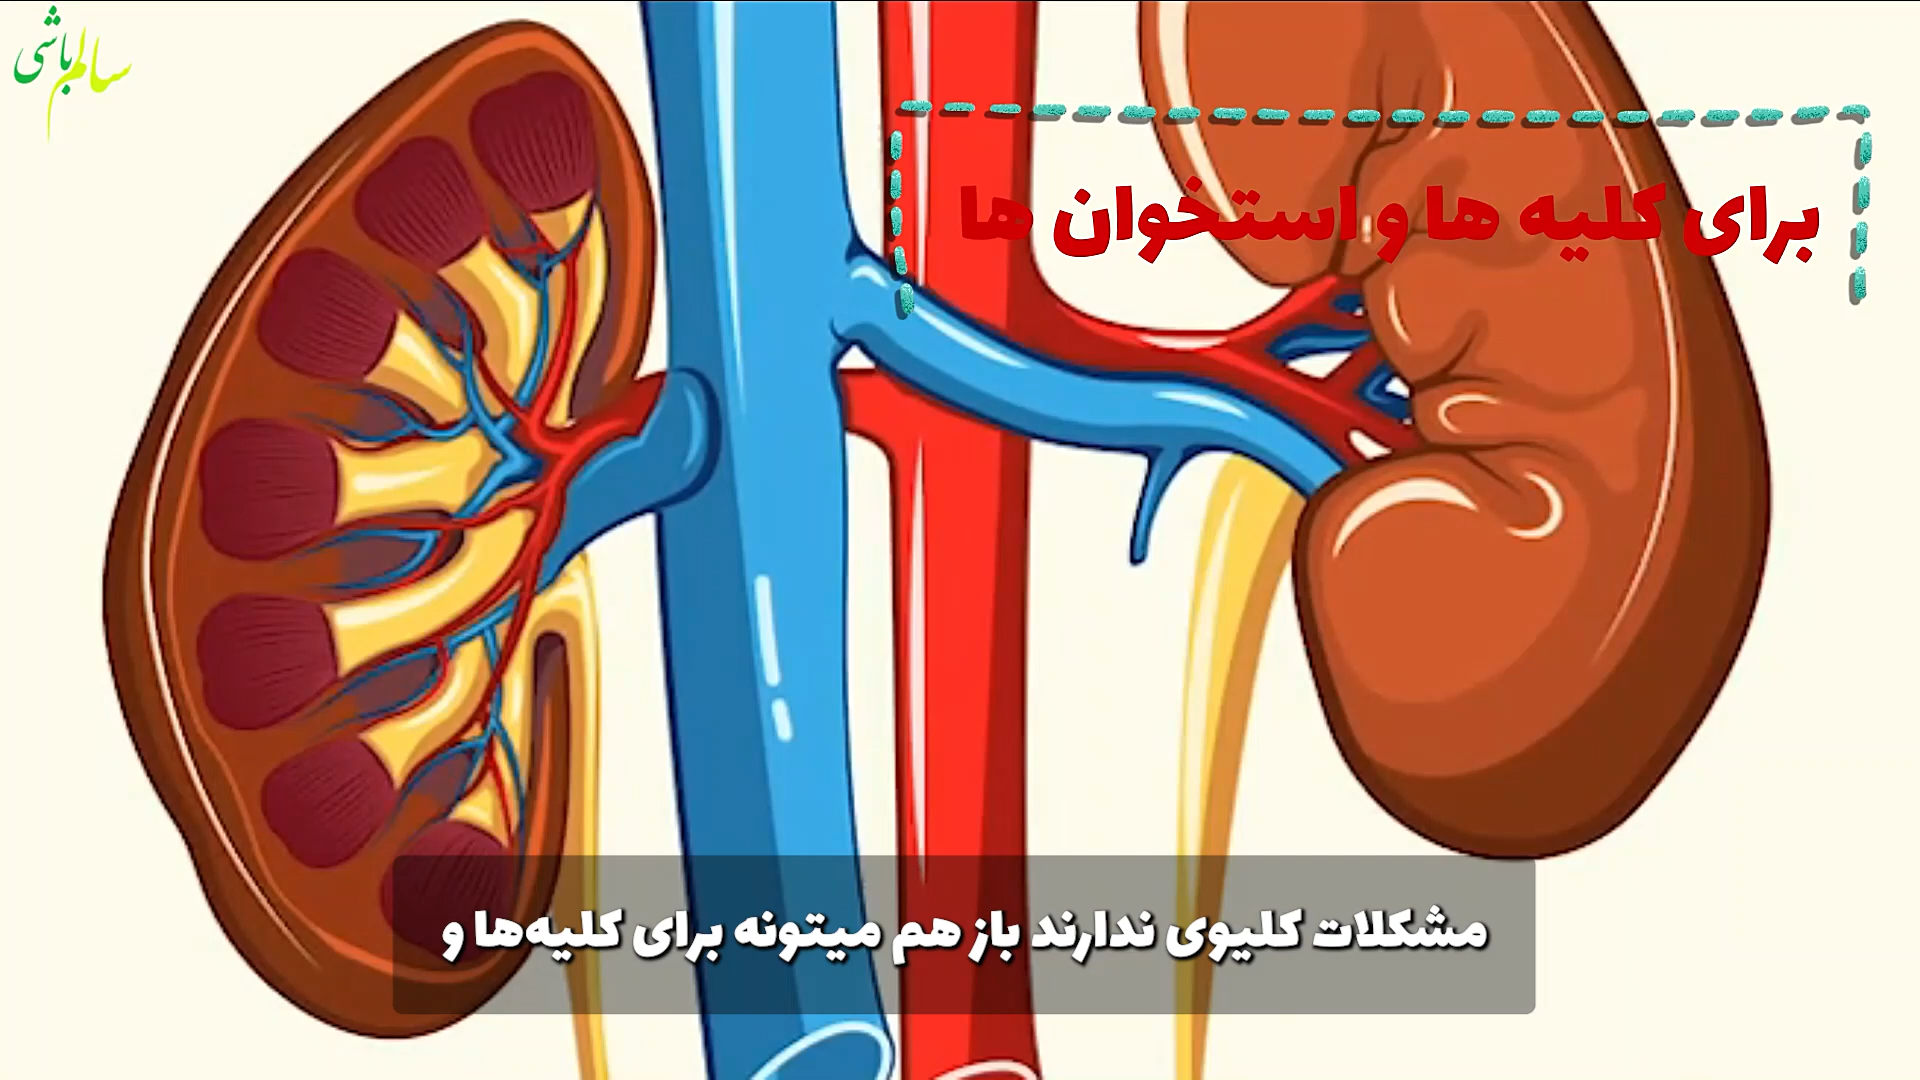 سالم باشی
برای کلیه ها و استخوان ها
مشکلات کلیوی ندارند باز هم میتونه برای کلیه‌ها و